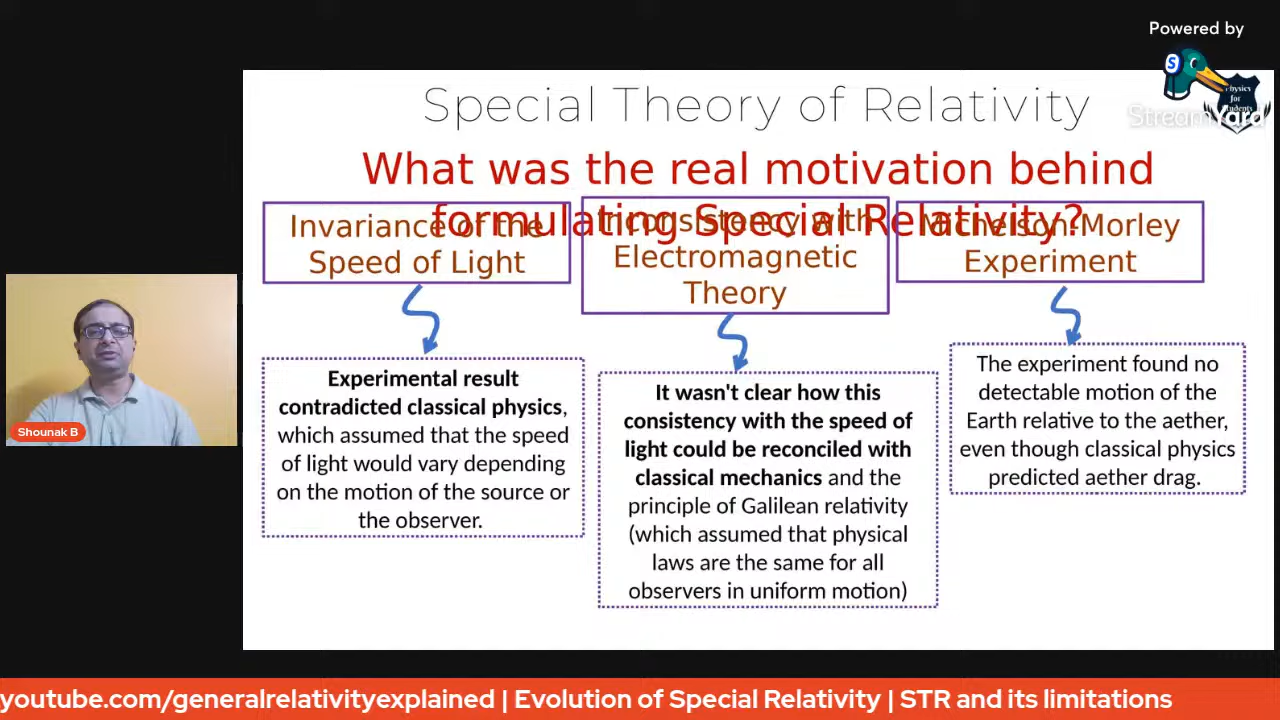 Powered by
StreamYard
Physics
for
Students
Special Theory of Relativity
What was the real motivation behind
formulating Special Relativity?
Invariance of the
Speed of Light
Inconsistency with
Electromagnetic
Theory
Michelson-Morley
Experiment
Experimental result
contradicted classical physics,
which assumed that the speed
of light would vary depending
on the motion of the source or
the observer.
It wasn't clear how this
consistency with the speed of
light could be reconciled with
classical mechanics and the
principle of Galilean relativity
(which assumed that physical
laws are the same for all
observers in uniform motion)
The experiment found no
detectable motion of the
Earth relative to the aether,
even though classical physics
predicted aether drag.
Shounak B
youtube.com/generalrelativityexplained | Evolution of Special Relativity | STR and its limitations